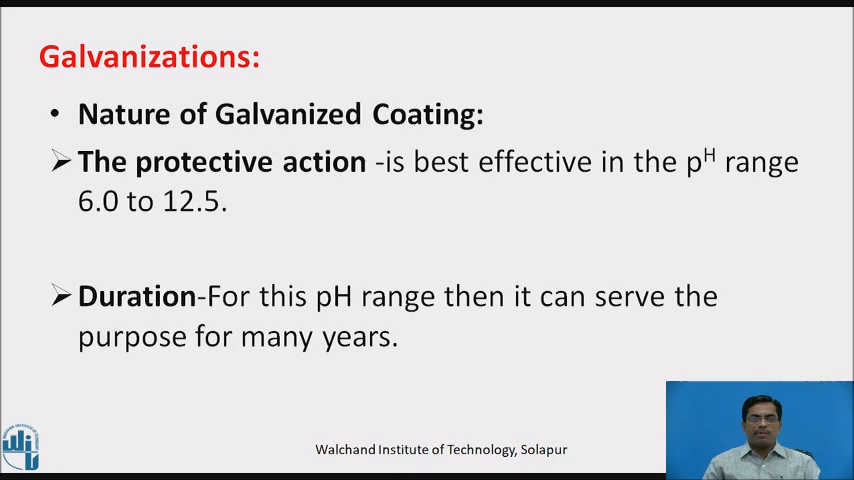 Galvanizations:
• Nature of Galvanized Coating:
➢ The protective action -is best effective in the pᴴ range
6.0 to 12.5.
➢ Duration-For this pH range then it can serve the
purpose for many years.
Walchand Institute of Technology, Solapur